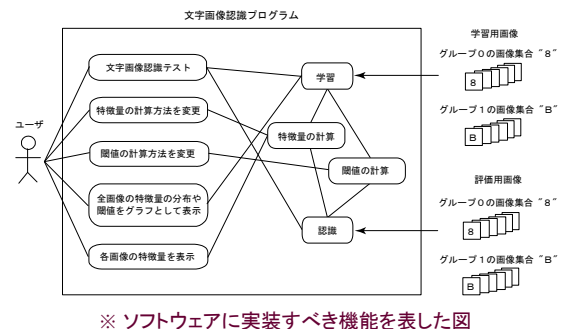 文字画像認識プログラム
学習用画像
グループ０の画像集合 "８"
8
グループ１の画像集合 "Ｂ"
B
文字画像認識テスト
学習
特徴量の計算方法を変更
特徴量の計算
ユーザ
閾値の計算方法を変更
閾値の計算
全画像の特徴量の分布や
閾値をグラフとして表示
評価用画像
グループ０の画像集合 "８"
8
認識
各画像の特徴量を表示
グループ１の画像集合 "Ｂ"
B
※ ソフトウェアに実装すべき機能を表した図